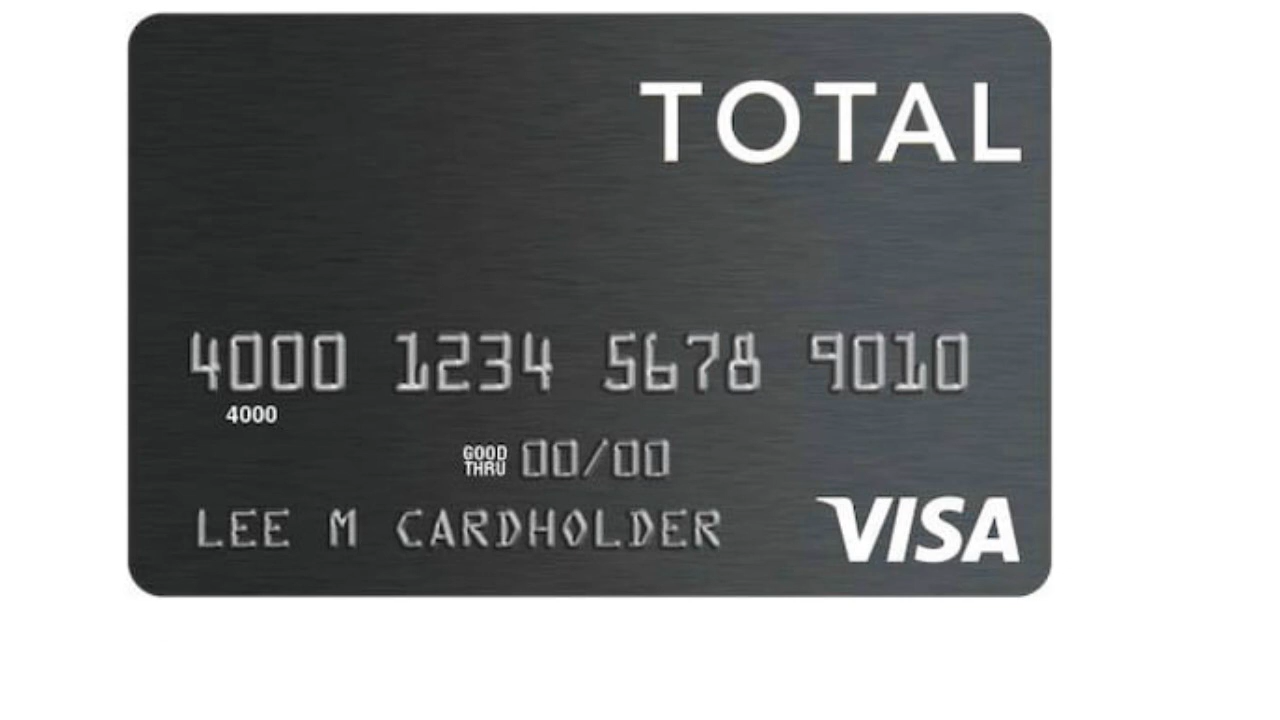 TOTAL
4000 1234 5678 9010
4000
GOOD
THRU 00/00
LEE M CARDHOLDER
VISA